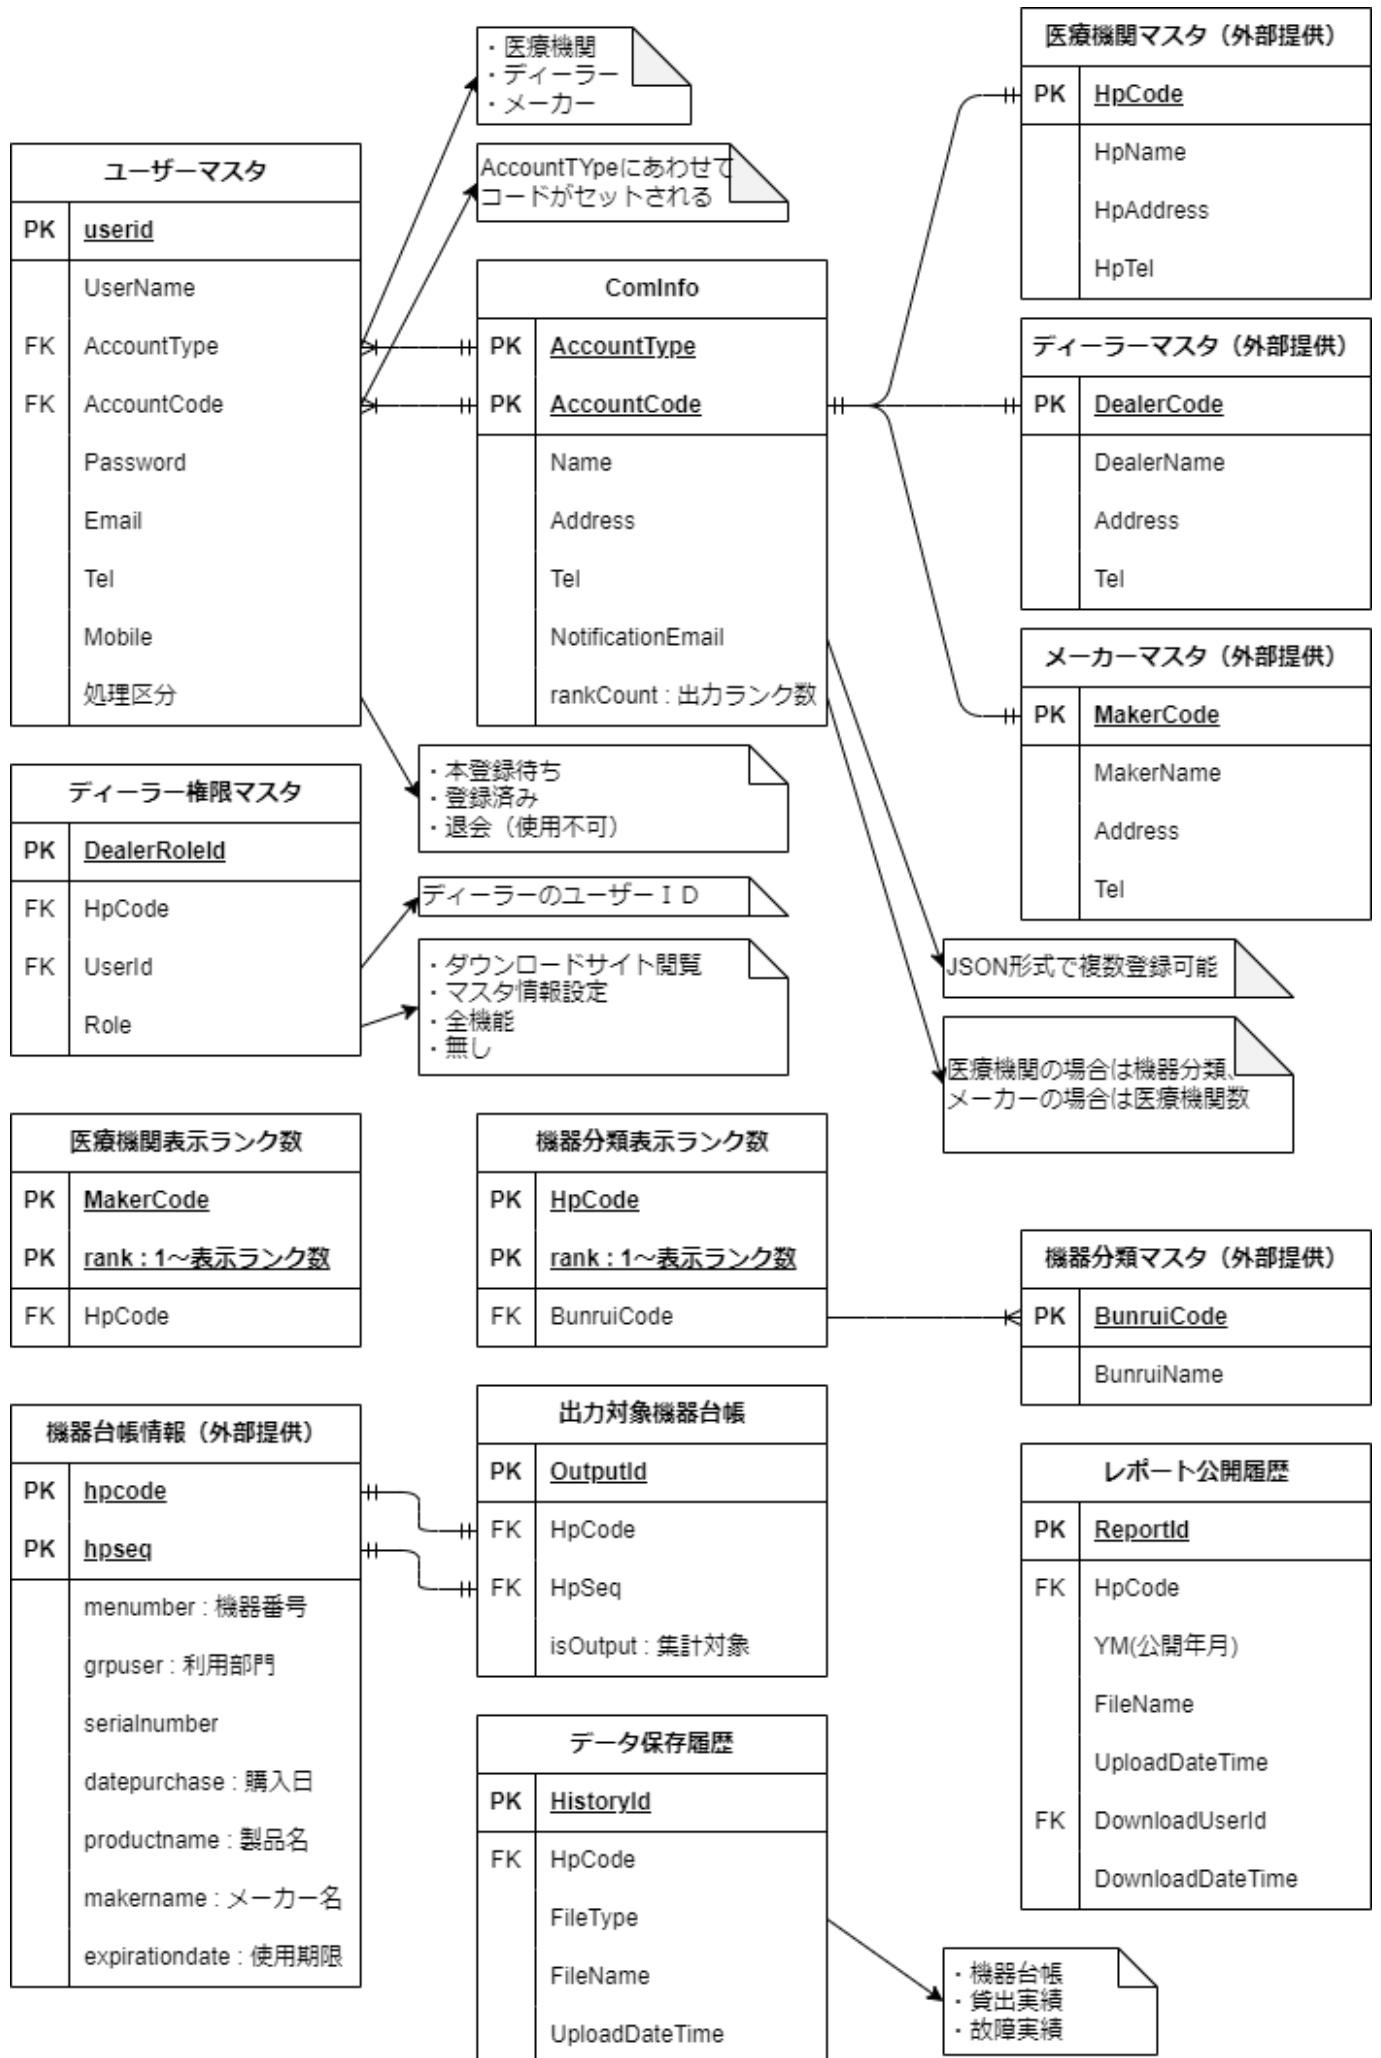 ・医療機関
・ディーラー
・メーカー
AccountTYpeにあわせて
コードがセットされる
ユーザーマスタ
PK userid
UserName
FK AccountType
FK AccountCode
Password
Email
Tel
Mobile
処理区分
ComInfo
PK AccountType
PK AccountCode
Name
Address
Tel
NotificationEmail
rankCount : 出力ランク数
医療機関マスタ（外部提供）
PK HpCode
HpName
HpAddress
HpTel
ディーラーマスタ（外部提供）
PK DealerCode
DealerName
Address
Tel
メーカーマスタ（外部提供）
PK MakerCode
MakerName
Address
Tel
・本登録待ち
・登録済み
・退会（使用不可）
ディーラー権限マスタ
PK DealerRoleId
FK HpCode
FK UserId
Role
ディーラーのユーザーＩＤ
・ダウンロードサイト閲覧
・マスタ情報設定
・全機能
・無し
JSON形式で複数登録可能
医療機関の場合は機器分類、
メーカーの場合は医療機関数
医療機関表示ランク数
PK MakerCode
PK rank : 1～表示ランク数
FK HpCode
機器分類表示ランク数
PK HpCode
PK rank : 1～表示ランク数
FK BunruiCode
機器分類マスタ（外部提供）
PK BunruiCode
BunruiName
機器台帳情報（外部提供）
PK hpcode
PK hpseq
menumber : 機器番号
grpuser : 利用部門
serialnumber
datepurchase : 購入日
productname : 製品名
makername : メーカー名
expirationdate : 使用期限
出力対象機器台帳
PK OutputId
FK HpCode
FK HpSeq
isOutput : 集計対象
データ保存履歴
PK HistoryId
FK HpCode
FileType
FileName
UploadDateTime
レポート公開履歴
PK ReportId
FK HpCode
YM(公開年月)
FileName
UploadDateTime
FK DownloadUserId
DownloadDateTime
・機器台帳
・貸出実績
・故障実績